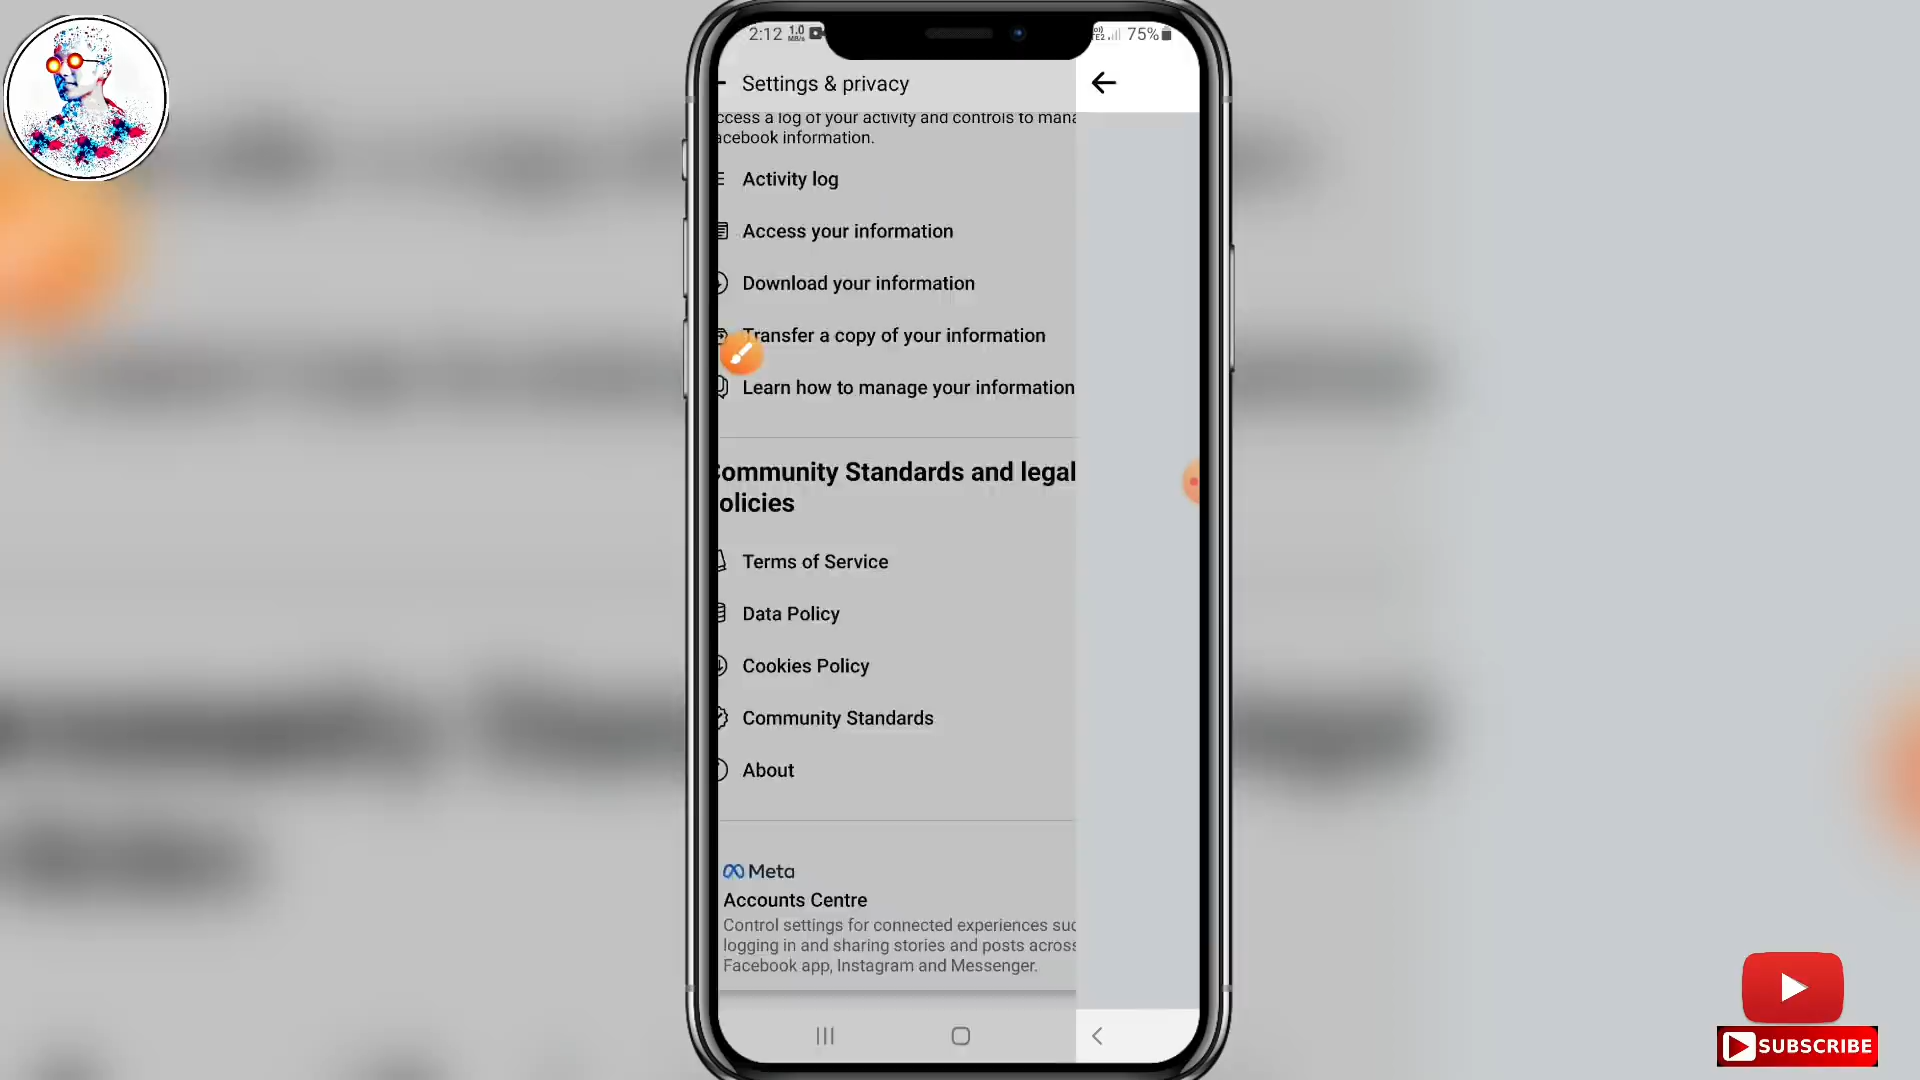 2:12 1.0 MB/s
75%
Settings & privacy
ccess a log of your activity and controls to mana
acebook information.
Activity log
Access your information
Download your information
Transfer a copy of your information
Learn how to manage your information
ommunity Standards and legal
olicies
Terms of Service
Data Policy
Cookies Policy
Community Standards
About
Meta
Accounts Centre
Control settings for connected experiences suc
logging in and sharing stories and posts across
Facebook app, Instagram and Messenger.
SUBSCRIBE